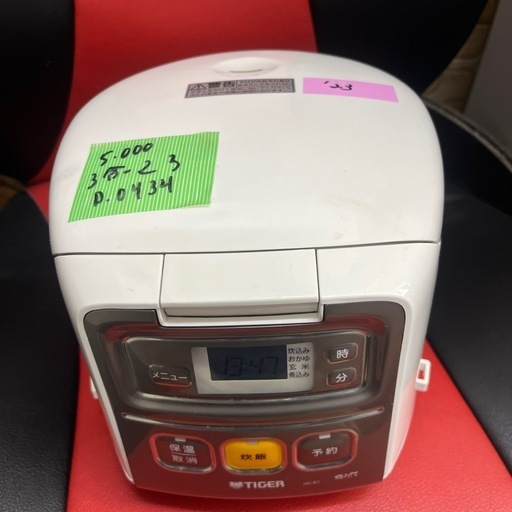 '23
5.000
3合-23
D.0434
メニュー
13:47
炊込み
おかゆ
玄米
煮込み
時
分
保温
取消
炊飯
予約
TIGER